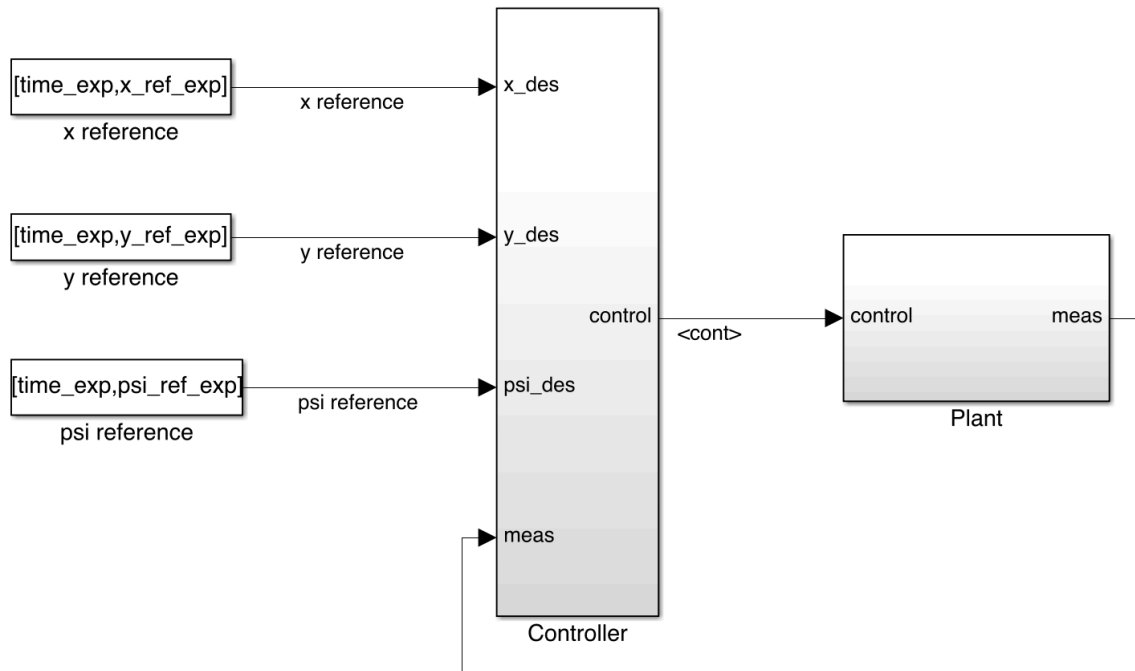 [time_exp,x_ref_exp]
x reference
x reference
x_des
[time_exp,y_ref_exp]
y reference
y reference
y_des
[time_exp,psi_ref_exp]
psi reference
psi reference
psi_des
meas
control
Controller
<cont>
control
meas
Plant